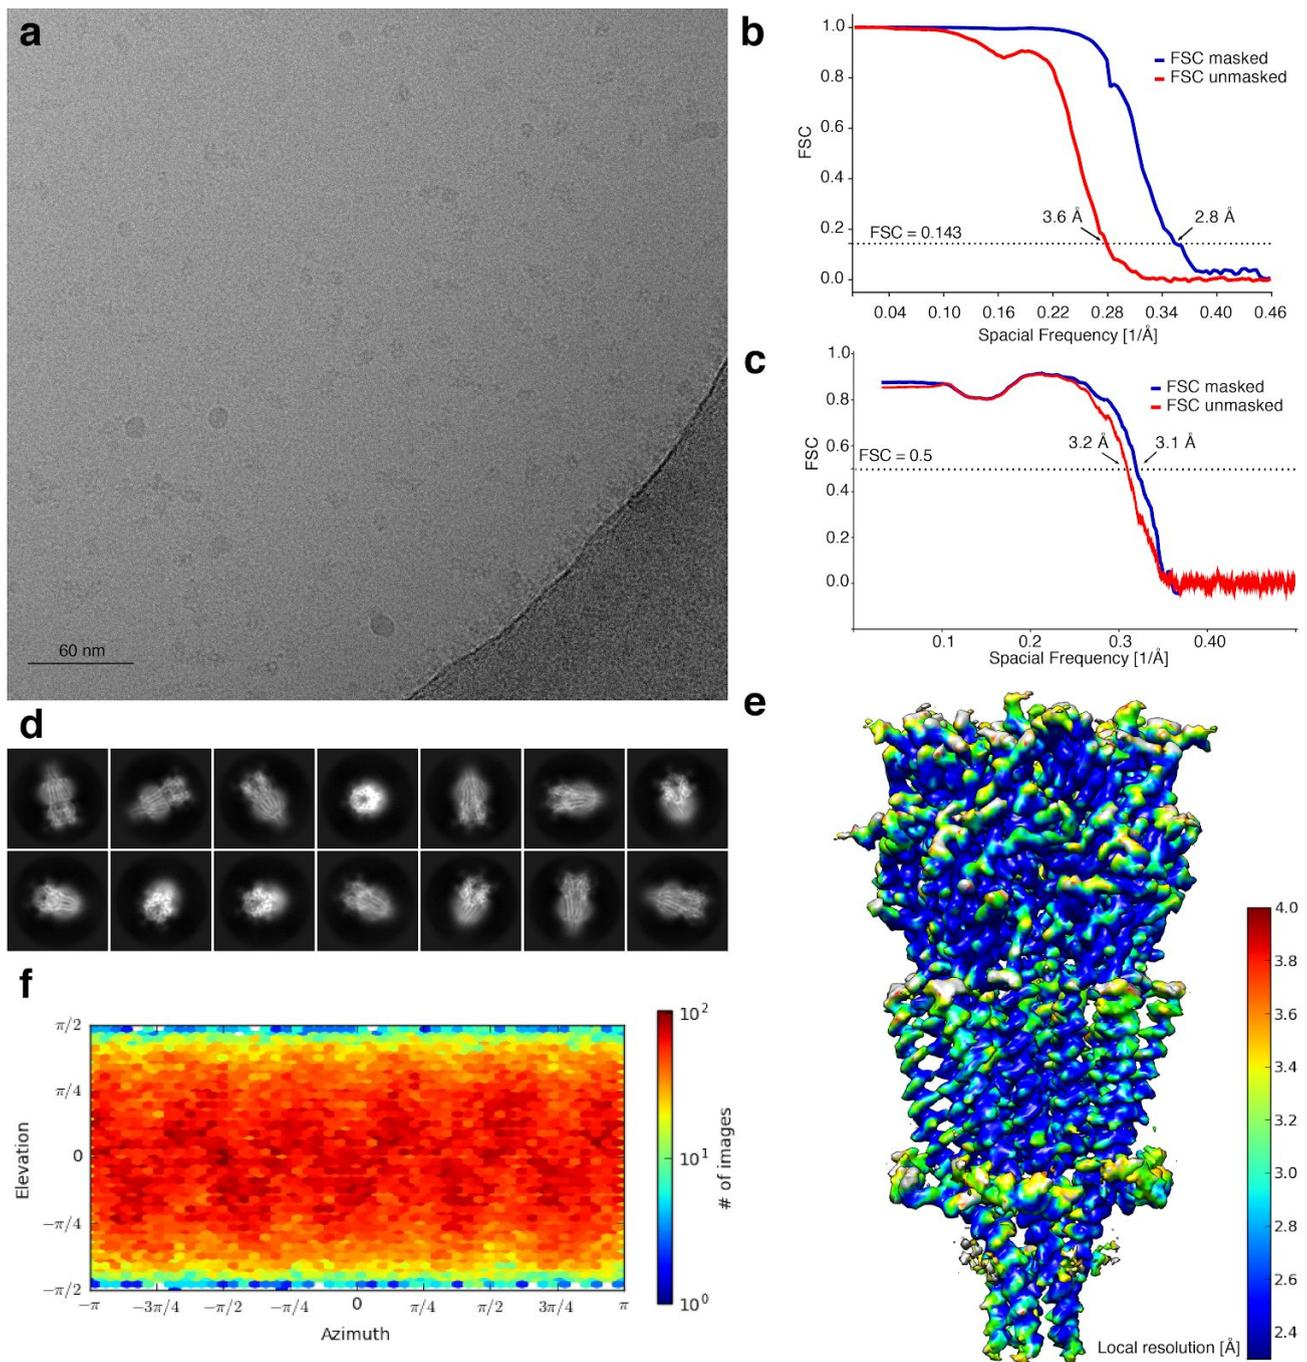 a
60 nm
b
1.0
0.8
0.6
0.4
0.2
0.0
FSC
FSC masked
FSC unmasked
3.6 Å
2.8 Å
FSC = 0.143
0.04 0.10 0.16 0.22 0.28 0.34 0.40 0.46
Spacial Frequency [1/Å]
c
1.0
0.8
0.6
0.4
0.2
0.0
FSC
FSC masked
FSC unmasked
3.2 Å
3.1 Å
FSC = 0.5
0.1 0.2 0.3 0.40
Spacial Frequency [1/Å]
d
e
4.0
3.8
3.6
3.4
3.2
3.0
2.8
2.6
2.4
Local resolution [Å]
f
π/2
π/4
0
−π/4
−π/2
Elevation
−π −3π/4 −π/2 −π/4 0 π/4 π/2 3π/4 π
Azimuth
10²
10¹
10⁰
# of images